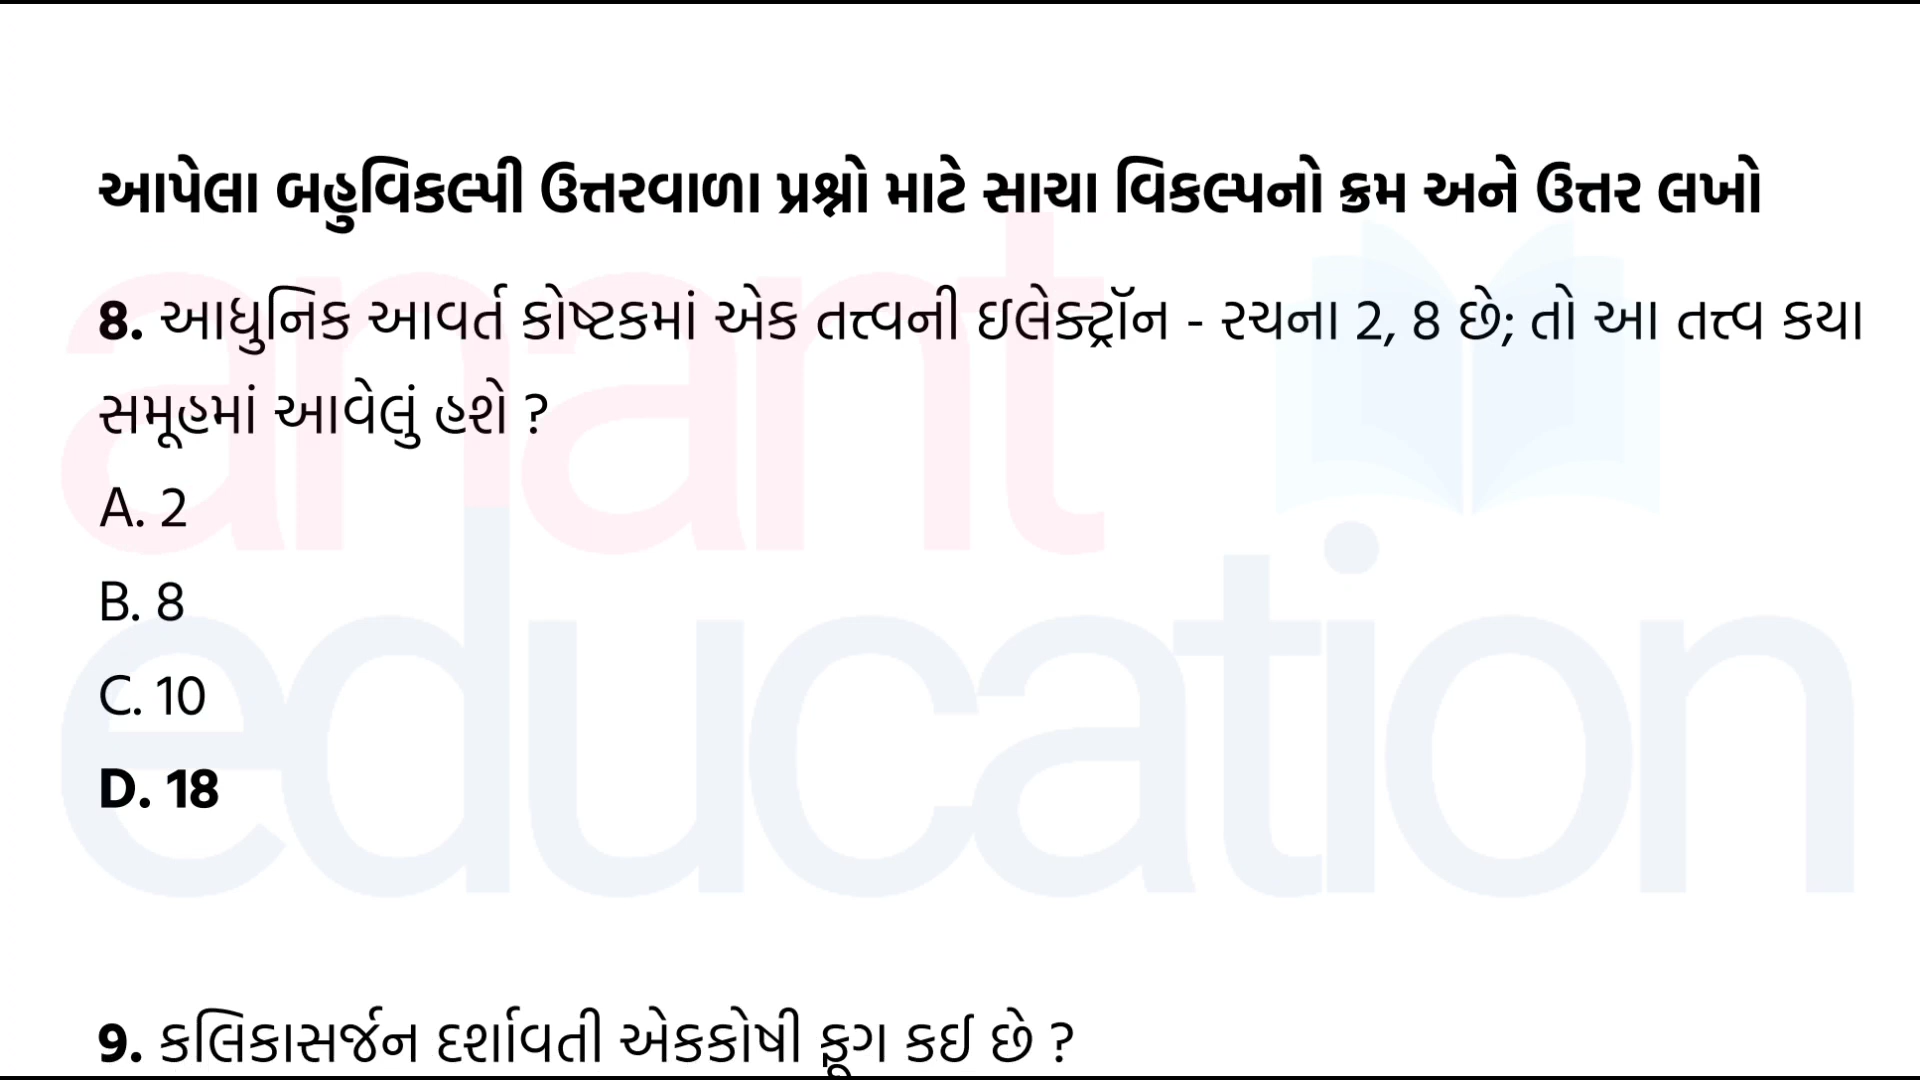 આપેલા બહુવિકલ્પી ઉત્તરવાળા પ્રશ્નો માટે સાચા વિકલ્પનો ક્રમ અને ઉત્તર લખો
8. આધુનિક આવર્ત કોષ્ટકમાં એક તત્ત્વની ઇલેક્ટ્રૉન - રચના 2, 8 છે; તો આ તત્ત્વ કયા
સમૂહમાં આવેલું હશે ?
A. 2
B. 8
C. 10
D. 18
9. કલિકાસર્જન દર્શાવતી એકકોષી ફૂગ કઈ છે ?
anant
education